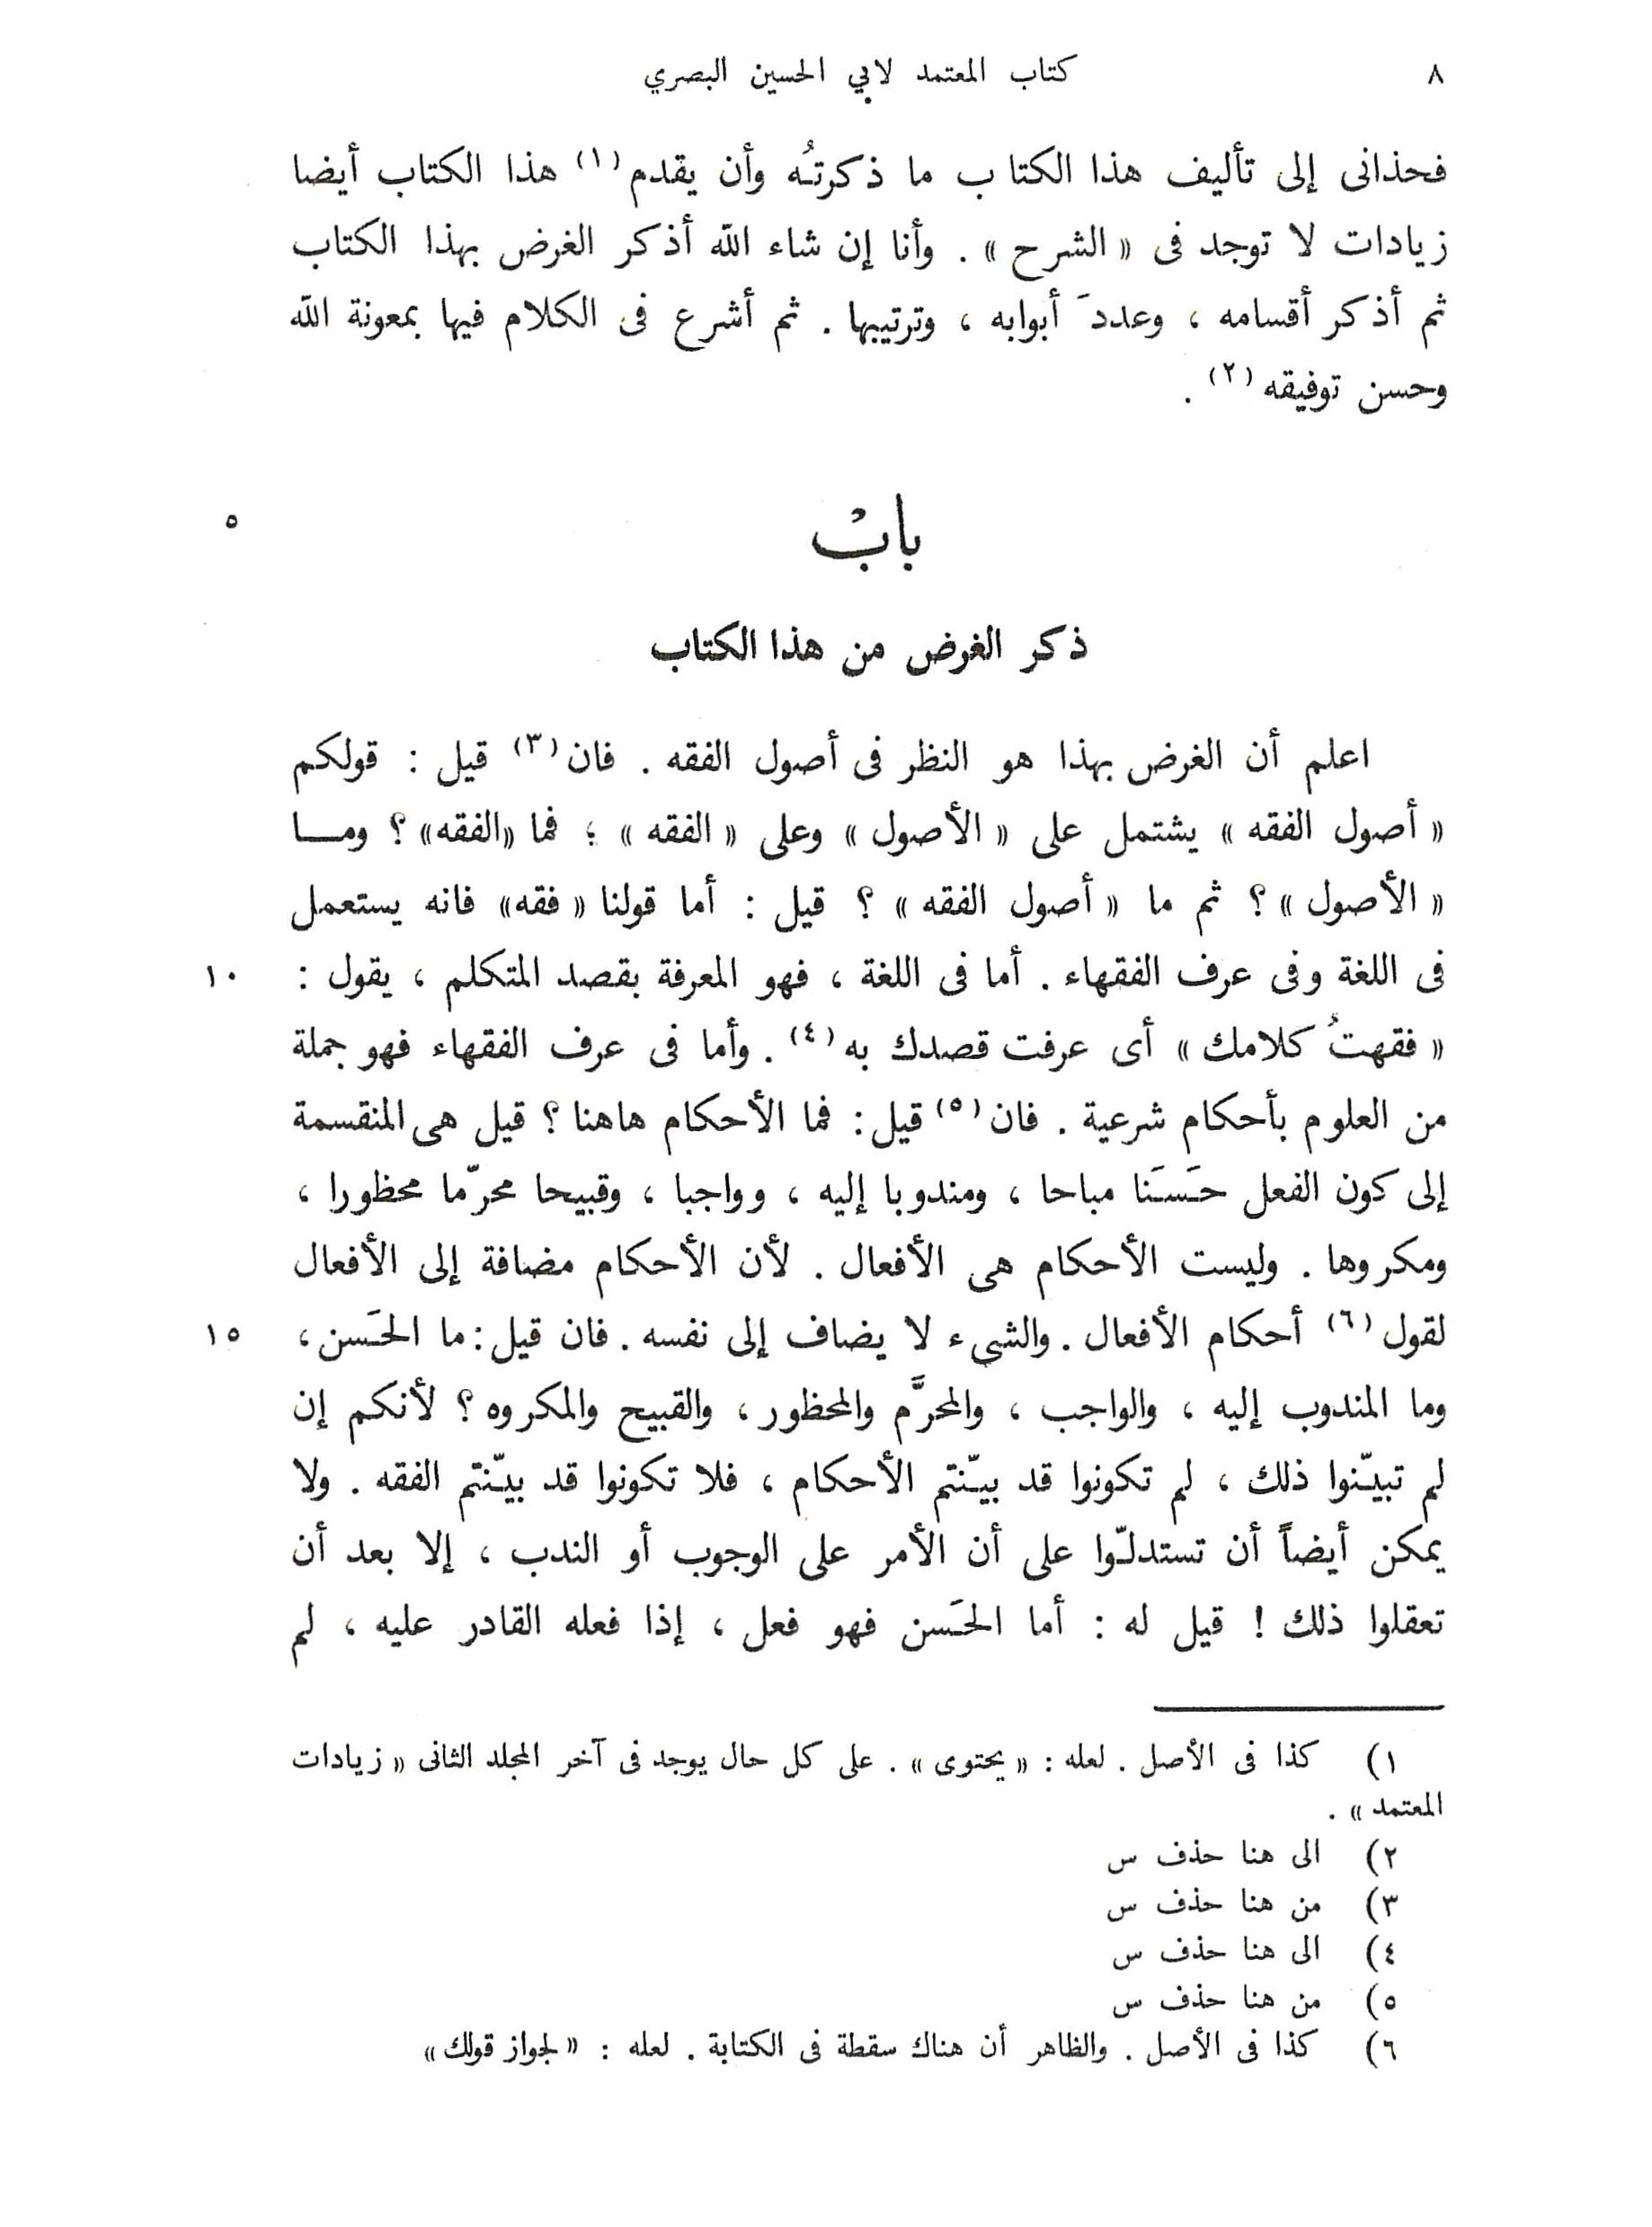 ٨ كتاب المعتمد لابي الحسين البصري
فحذانى إلى تأليف هذا الكتاب ما ذكرتُه وأن يقدم (١) هذا الكتاب أيضا
زيادات لا توجد فى « الشرح » . وأنا إن شاء الله أذكر الغرض بهذا الكتاب
ثم أذكر أقسامه ، وعددَ أبوابه ، وترتيبها . ثم أشرع فى الكلام فيها بمعونة الله
وحسن توفيقه (٢) .
بابْ ٥
ذكر الغرض من هذا الكتاب
اعلم أن الغرض بهذا هو النظر فى أصول الفقه . فان (٣) قيل : قولكم
« أصول الفقه » يشتمل على « الأصول » وعلى « الفقه » ؛ فما «الفقه» ؟ ومـــا
« الأصول » ؟ ثم ما « أصول الفقه » ؟ قيل : أما قولنا « فقه» فانه يستعمل
فى اللغة وفى عرف الفقهاء . أما فى اللغة ، فهو المعرفة بقصد المتكلم ، يقول : ١٠
« فقهتُ كلامك » أى عرفت قصدك به (٤) . وأما فى عرف الفقهاء فهو جملة
من العلوم بأحكام شرعية . فان (٥) قيل : فما الأحكام هاهنا ؟ قيل هى المنقسمة
إلى كون الفعل حَسَنا مباحا ، ومندوبا إليه ، وواجبا ، وقبيحا محرّما محظورا ،
ومكروها . وليست الأحكام هى الأفعال . لأن الأحكام مضافة إلى الأفعال
لقول (٦) أحكام الأفعال . والشىء لا يضاف إلى نفسه . فان قيل : ما الحَسن ، ١٥
وما المندوب إليه ، والواجب ، والمحرَّم والمحظور ، والقبيح والمكروه ؟ لأنكم إن
لم تبيّنوا ذلك ، لم تكونوا قد بيّنتم الأحكام ، فلا تكونوا قد بيّنتم الفقه . ولا
يمكن أيضاً أن تستدلّوا على أن الأمر على الوجوب أو الندب ، إلا بعد أن
تعقلوا ذلك ! قيل له : أما الحَسن فهو فعل ، إذا فعله القادر عليه ، لم
١) كذا فى الأصل . لعله : « يحتوى » . على كل حال يوجد فى آخر المجلد الثانى « زيادات
المعتمد » .
٢) الى هنا حذف س
٣) من هنا حذف س
٤) الى هنا حذف س
٥) من هنا حذف س
٦) كذا فى الأصل . والظاهر أن هناك سقطة فى الكتابة . لعله : « لجواز قولك »